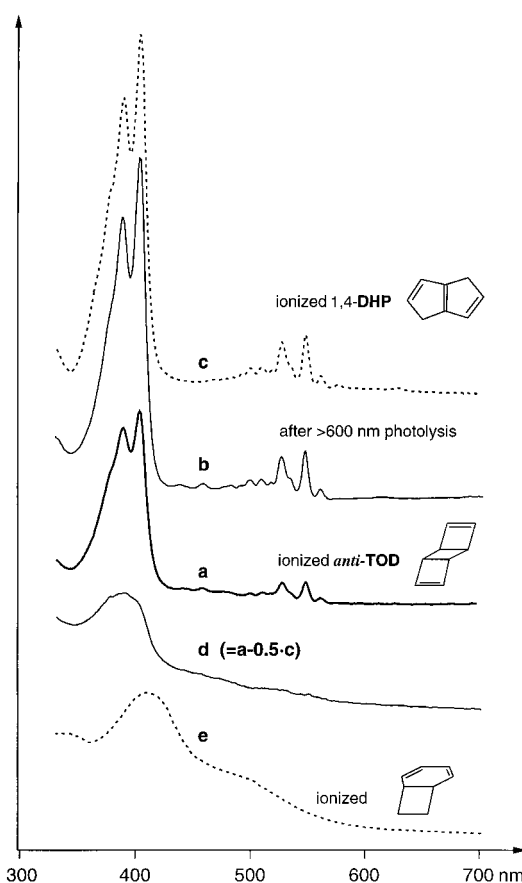 ionized 1,4-DHP
c
after >600 nm photolysis
b
ionized anti-TOD
a
d (=a-0.5·c)
e
ionized
300 400 500 600 700 nm